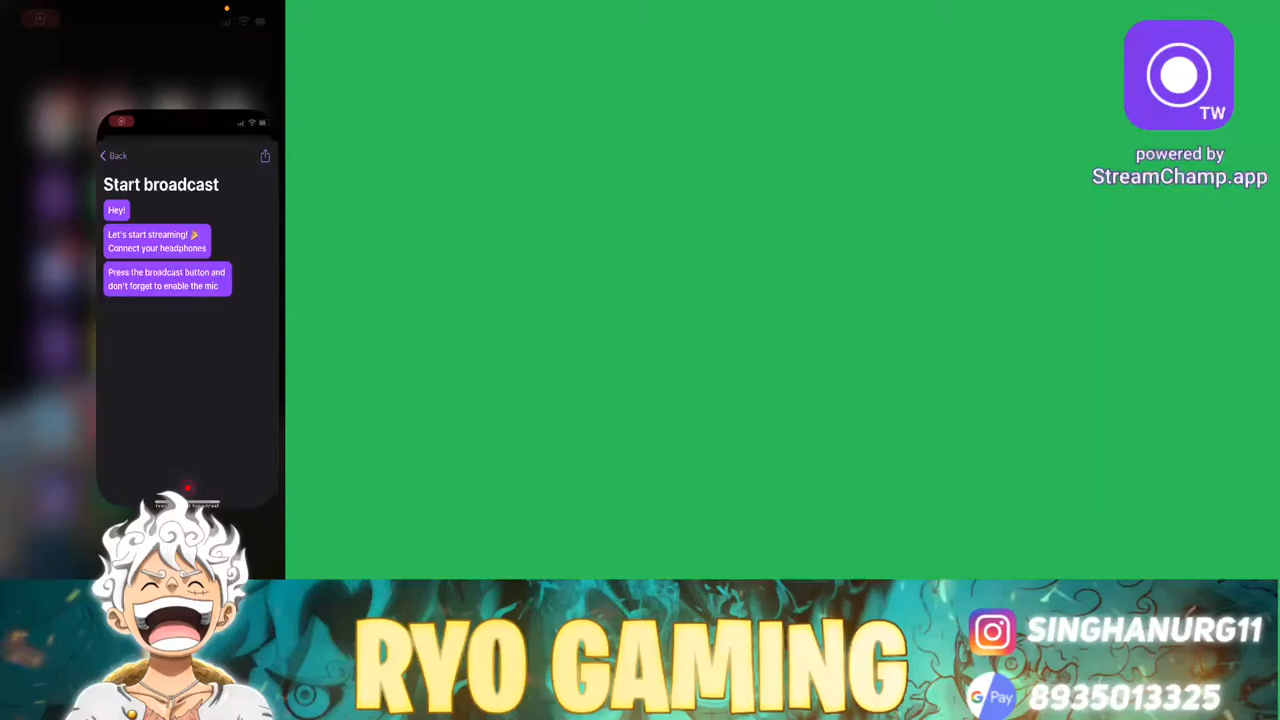 Back
Start broadcast
Hey!
Let's start streaming! 🎉
Connect your headphones
Press the broadcast button and
don't forget to enable the mic
TW
powered by
StreamChamp.app
RYO GAMING
SINGHANURG11
G Pay
8935013325